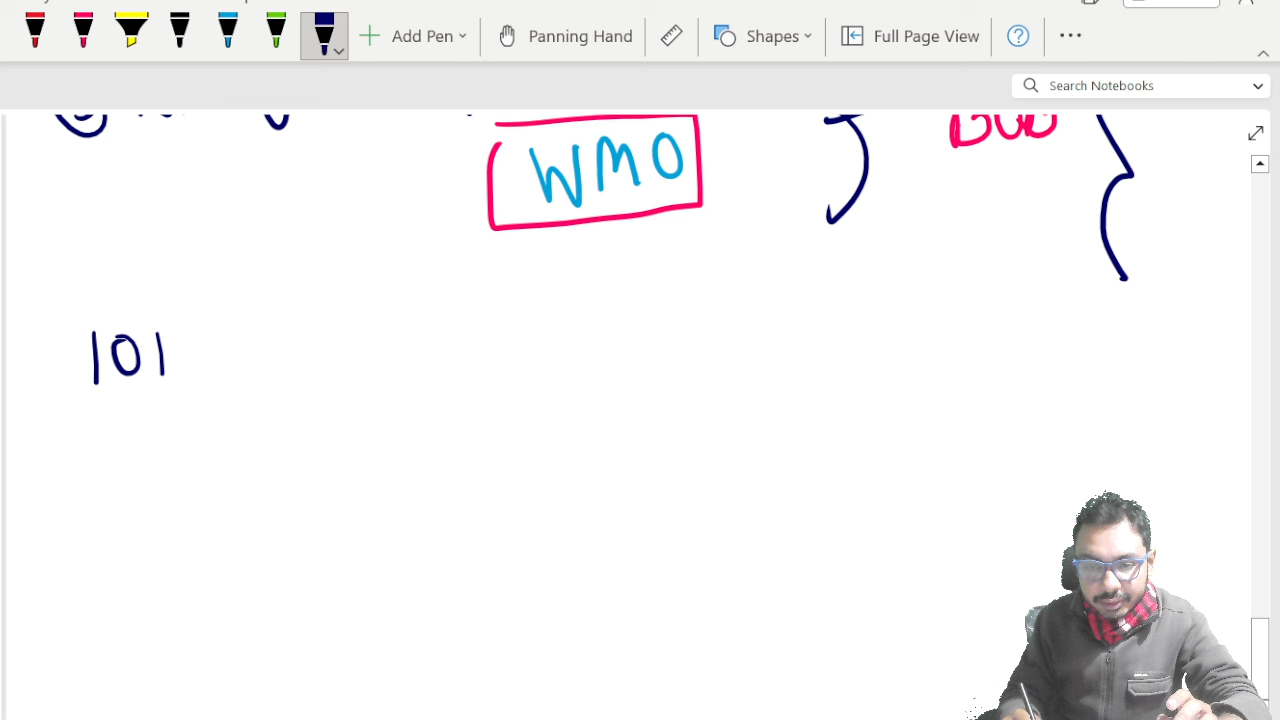 Add Pen
Panning Hand
Shapes
Full Page View
Search Notebooks
WMO
101